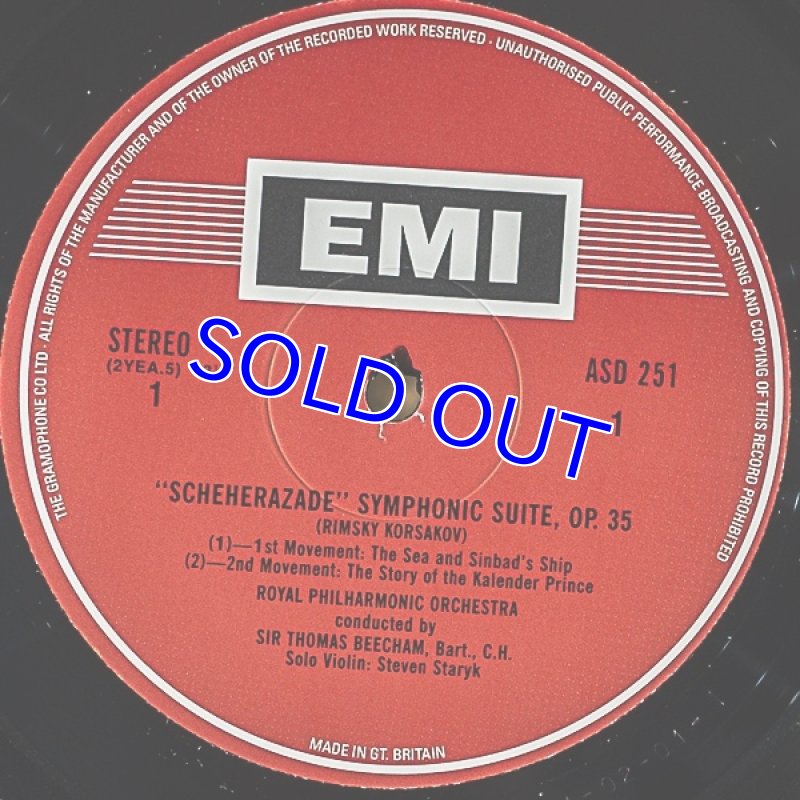 THE GRAMOPHONE CO LTD · ALL RIGHTS OF THE MANUFACTURER AND OF THE OWNER OF THE RECORDED WORK RESERVED · UNAUTHORISED PUBLIC PERFORMANCE BROADCASTING AND COPYING OF THIS RECORD PROHIBITED
EMI
STEREO
(2YEA.5)
1
ASD 251
1
SOLD OUT
"SCHEHERAZADE" SYMPHONIC SUITE, OP. 35
(RIMSKY KORSAKOV)
(1)—1st Movement: The Sea and Sinbad's Ship
(2)—2nd Movement: The Story of the Kalender Prince
ROYAL PHILHARMONIC ORCHESTRA
conducted by
SIR THOMAS BEECHAM, Bart., C.H.
Solo Violin: Steven Staryk
MADE IN GT. BRITAIN